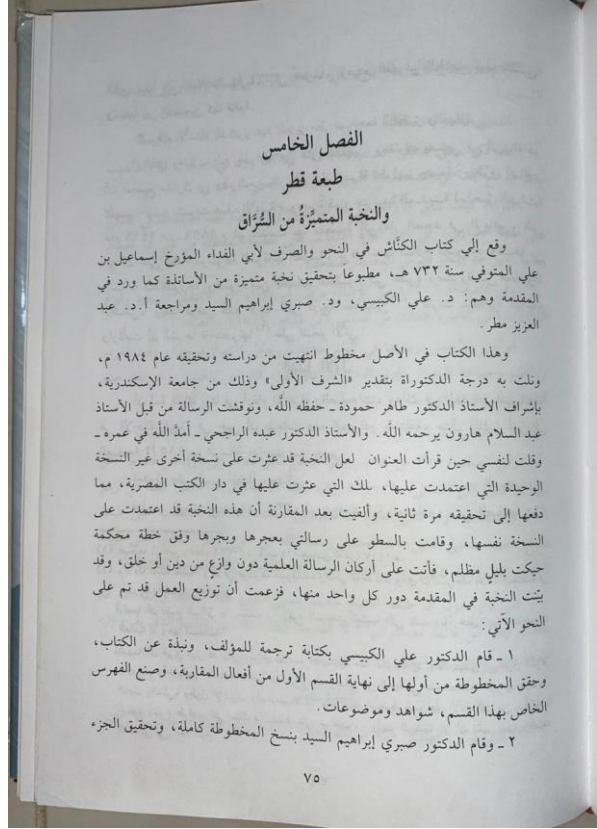 الفصل الخامس
طبعة قطر
والنخبة المتميِّزةُ من السُّرَّاق
وقع إلي كتاب الكنَّاش في النحو والصرف لأبي الفداء المؤرخ إسماعيل بن
علي المتوفي سنة ٧٣٢ هـ، مطبوعاً بتحقيق نخبة متميزة من الأساتذة كما ورد في
المقدمة وهم: د. علي الكبيسي، ود. صبري إبراهيم السيد ومراجعة أ.د. عبد
العزيز مطر.
وهذا الكتاب في الأصل مخطوط انتهيت من دراسته وتحقيقه عام ١٩٨٤ م،
ونلت به درجة الدكتوراة بتقدير «الشرف الأولى» وذلك من جامعة الإسكندرية،
بإشراف الأستاذ الدكتور طاهر حمودة ـ حفظه اللَّه، ونوقشت الرسالة من قبل الأستاذ
عبد السلام هارون يرحمه اللَّه. والأستاذ الدكتور عبده الراجحي ـ أمدَّ اللَّه في عمره ـ
وقلت لنفسي حين قرأت العنوان لعل النخبة قد عثرت على نسخة أخرى غير النسخة
الوحيدة التي اعتمدت عليها، تلك التي عثرت عليها في دار الكتب المصرية، مما
دفعها إلى تحقيقه مرة ثانية، وألفيت بعد المقارنة أن هذه النخبة قد اعتمدت على
النسخة نفسها، وقامت بالسطو على رسالتي بعجرها وبجرها وفق خطة محكمة
حيكت بليلٍ مظلم، فأتت على أركان الرسالة العلمية دون وازعٍ من دين أو خلق، وقد
بيّنت النخبة في المقدمة دور كل واحد منها، فزعمت أن توزيع العمل قد تم على
النحو الآتي:
١ ـ قام الدكتور علي الكبيسي بكتابة ترجمة للمؤلف، ونبذة عن الكتاب،
وحقق المخطوطة من أولها إلى نهاية القسم الأول من أفعال المقاربة، وصنع الفهرس
الخاص بهذا القسم، شواهد وموضوعات.
٢ ـ وقام الدكتور صبري إبراهيم السيد بنسخ المخطوطة كاملة، وتحقيق الجزء
٧٥